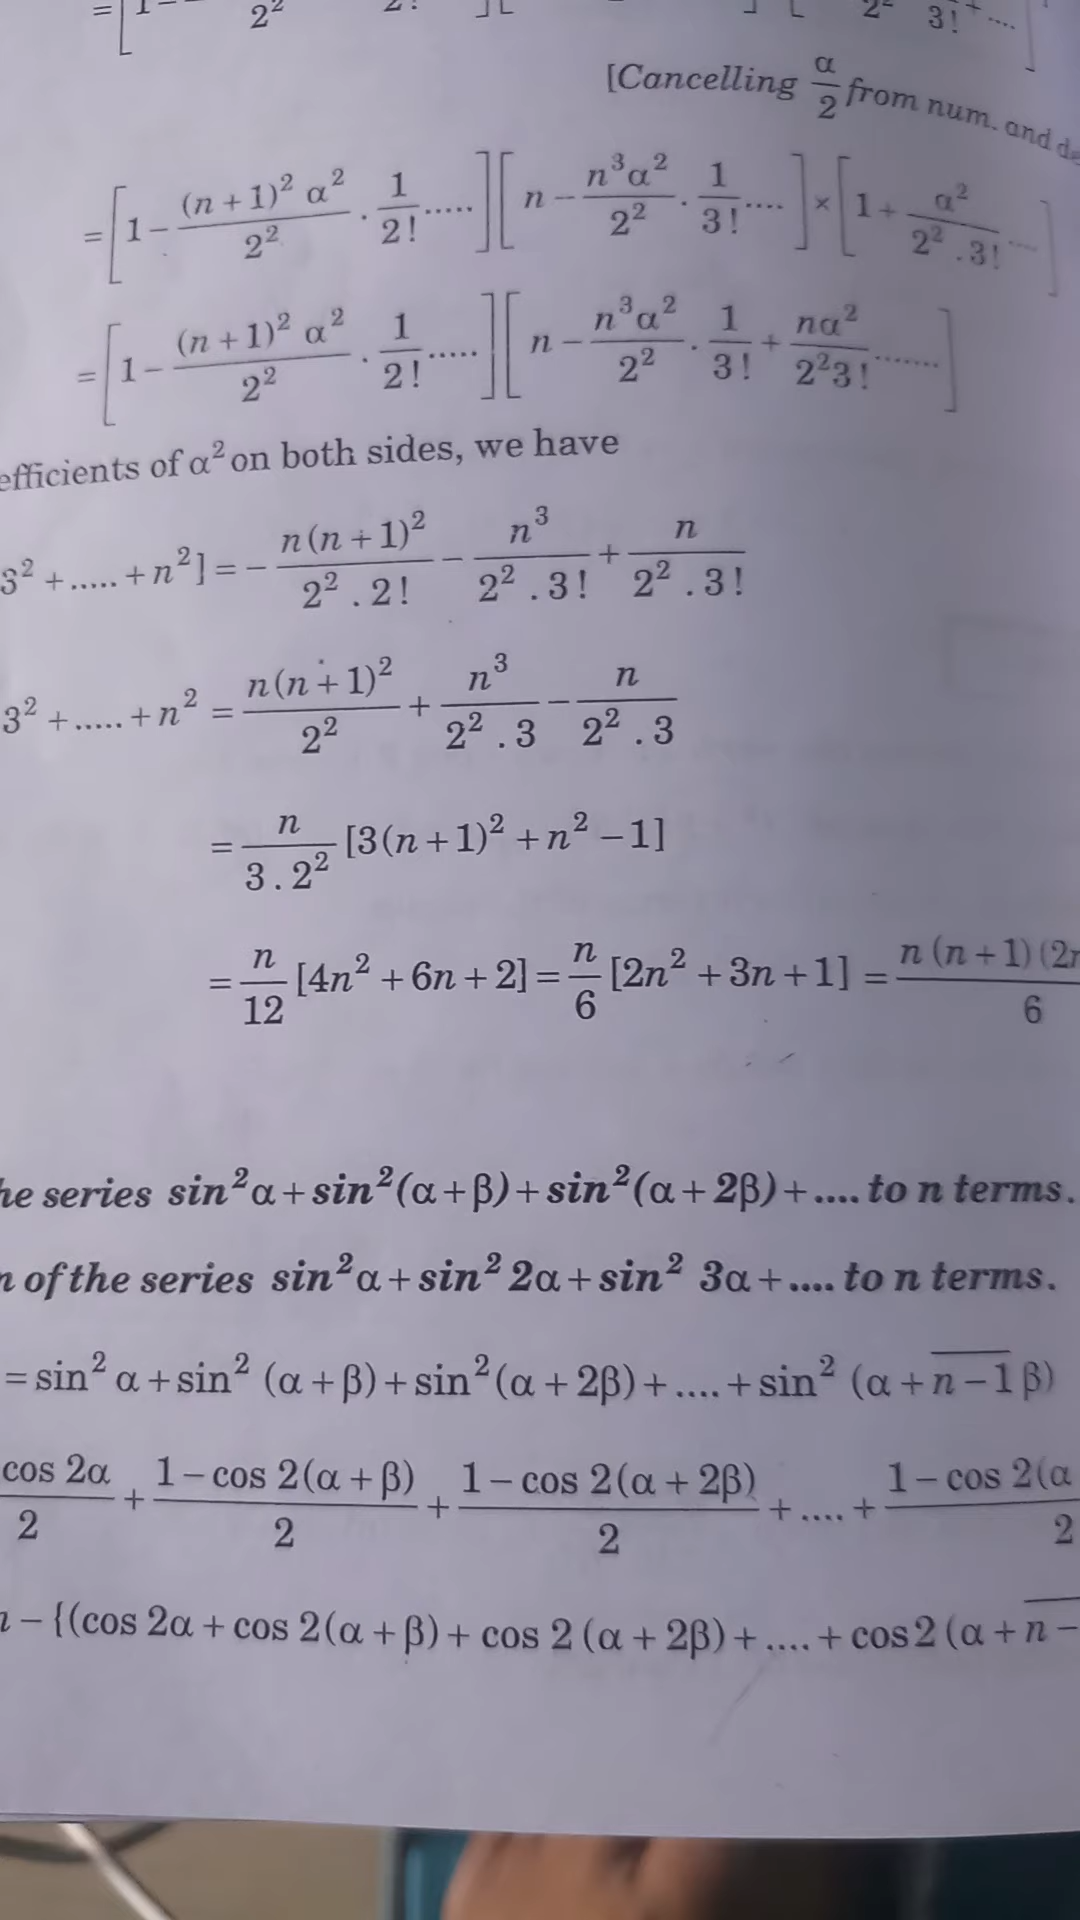 = [1 − 2² 2! ][ ][ 2² 3! + ....
[Cancelling α/2 from num. and
= [1 − (n + 1)² α²/2² . 1/2! .....][n − n³α²/2² . 1/3! ....] × [1 + α²/2² . 3! ....]
= [1 − (n + 1)² α²/2² . 1/2! .....][n − n³α²/2² . 1/3! + nα²/2²3! .......]
efficients of α² on both sides, we have
3² + ..... + n²] = − n(n + 1)²/2² . 2! − n³/2² . 3! + n/2² . 3!
3² + ..... + n² = n(n + 1)²/2² + n³/2² . 3 − n/2² . 3
= n/3 . 2² [3(n + 1)² + n² − 1]
= n/12 [4n² + 6n + 2] = n/6 [2n² + 3n + 1] = n (n + 1) (2n/6
he series sin²α + sin²(α + β) + sin²(α + 2β) + .... to n terms.
n of the series sin²α + sin² 2α + sin² 3α + .... to n terms.
= sin² α + sin² (α + β) + sin² (α + 2β) + .... + sin² (α + n̅ ̅−̅ ̅1̅ β)
cos 2α/2 + 1 − cos 2(α + β)/2 + 1 − cos 2(α + 2β)/2 + .... + 1 − cos 2(α/2
− {(cos 2α + cos 2(α + β) + cos 2 (α + 2β) + .... + cos 2 (α + n̅ ̅−̅